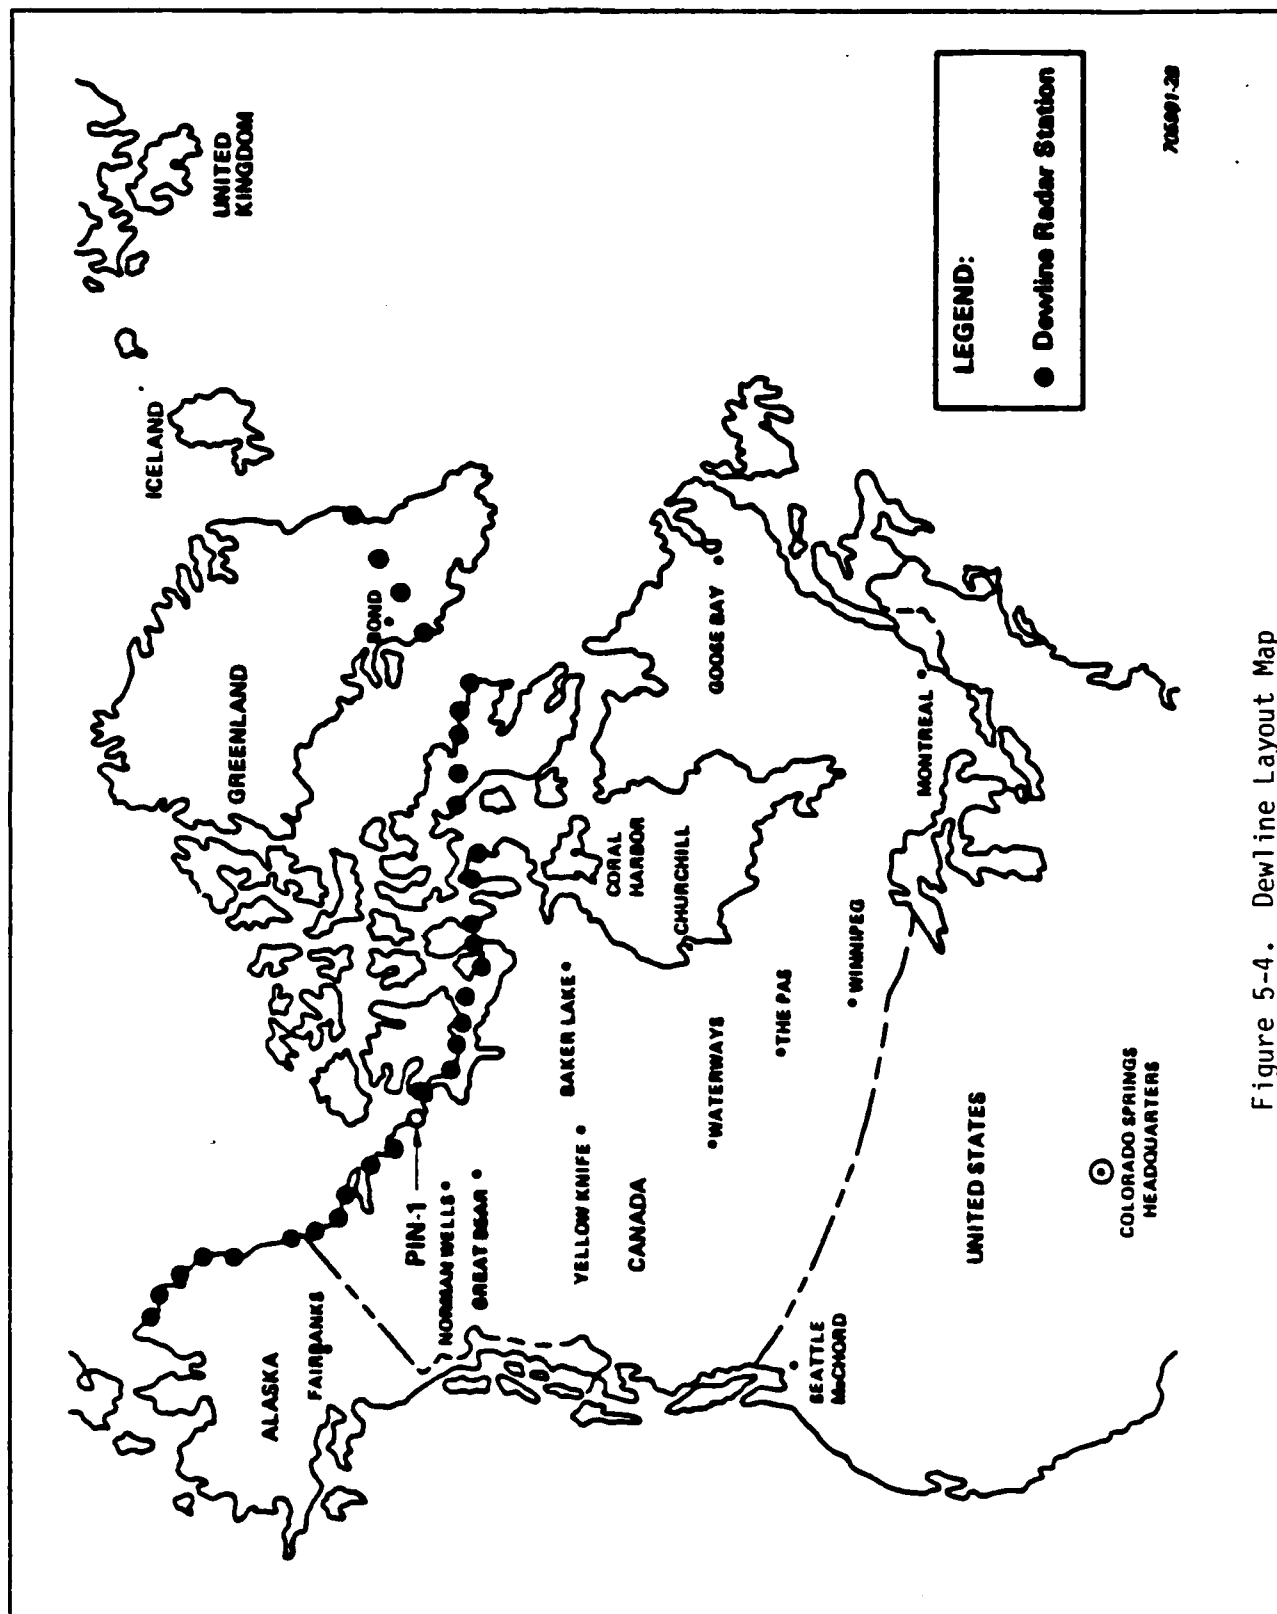 UNITED
KINGDOM
ICELAND
GREENLAND
BOND
ALASKA
FAIRBANKS
PIN-1
NORMAN WELLS
GREAT BEAR
YELLOW KNIFE
BAKER LAKE
CORAL
HARBOR
CHURCHILL
GOOSE BAY
CANADA
WATERWAYS
THE PAS
WINNIPEG
MONTREAL
SEATTLE
McCHORD
UNITED STATES
COLORADO SPRINGS
HEADQUARTERS
LEGEND:
Dewline Radar Station
Figure 5-4. Dewline Layout Map